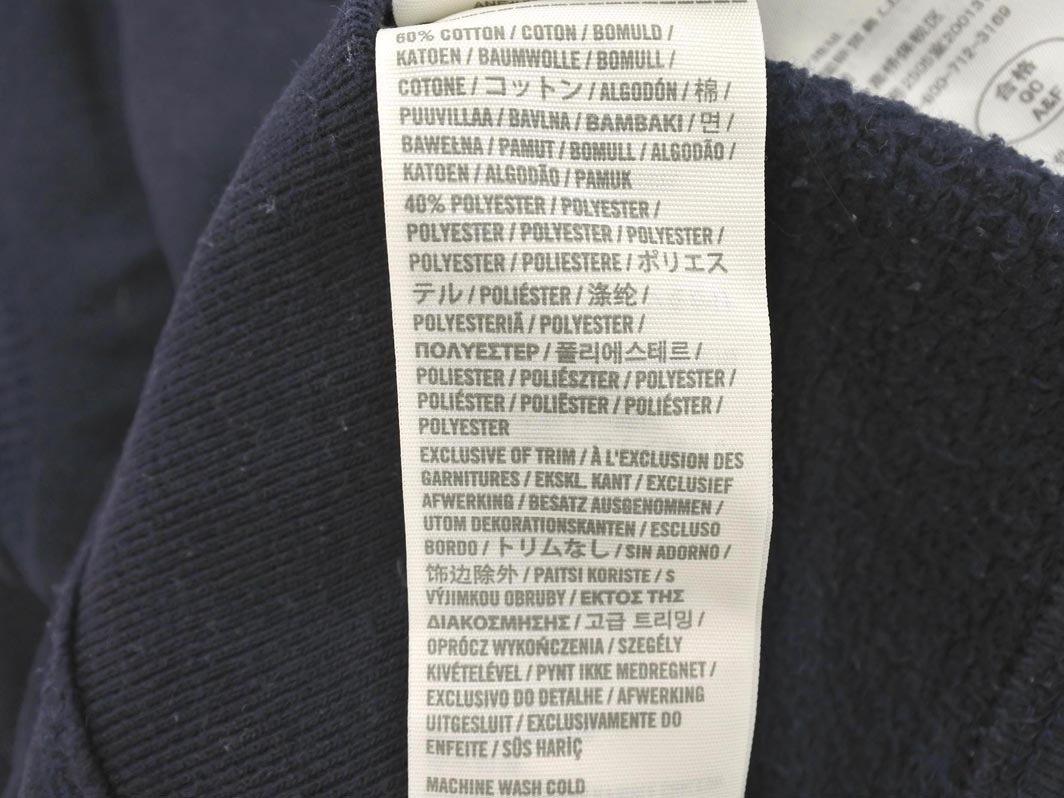 60% COTTON / COTON / BOMULD /
KATOEN / BAUMWOLLE / BOMULL /
COTONE / コットン / ALGODÓN / 棉 /
PUUVILLAA / BAVLNA / BAMBAKI / 면 /
BAWEŁNA / PAMUT / BOMULL / ALGODÃO /
KATOEN / ALGODÃO / PAMUK
40% POLYESTER / POLYESTER /
POLYESTER / POLYESTER / POLYESTER /
POLYESTER / POLIESTERE / ポリエス
テル / POLIÉSTER / 涤纶 /
POLYESTERIÄ / POLYESTER /
ΠΟΛΥΕΣΤΕΡ / 폴리에스테르 /
POLIESTER / POLIÉSZTER / POLYESTER /
POLIÉSTER / POLIËSTER / POLIÉSTER /
POLYESTER
EXCLUSIVE OF TRIM / À L'EXCLUSION DES
GARNITURES / EKSKL. KANT / EXCLUSIEF
AFWERKING / BESATZ AUSGENOMMEN /
UTOM DEKORATIONSKANTEN / ESCLUSO
BORDO / トリムなし / SIN ADORNO /
饰边除外 / PAITSI KORISTE / S
VÝJIMKOU OBRUBY / ΕΚΤΟΣ ΤΗΣ
ΔΙΑΚΟΣΜΗΣΗΣ / 고급 트리밍 /
OPRÓCZ WYKOŃCZENIA / SZEGÉLY
KIVÉTELÉVEL / PYNT IKKE MEDREGNET /
EXCLUSIVO DO DETALHE / AFWERKING
UITGESLUIT / EXCLUSIVAMENTE DO
ENFEITE / SÜS HARİÇ
MACHINE WASH COLD
合格
QC